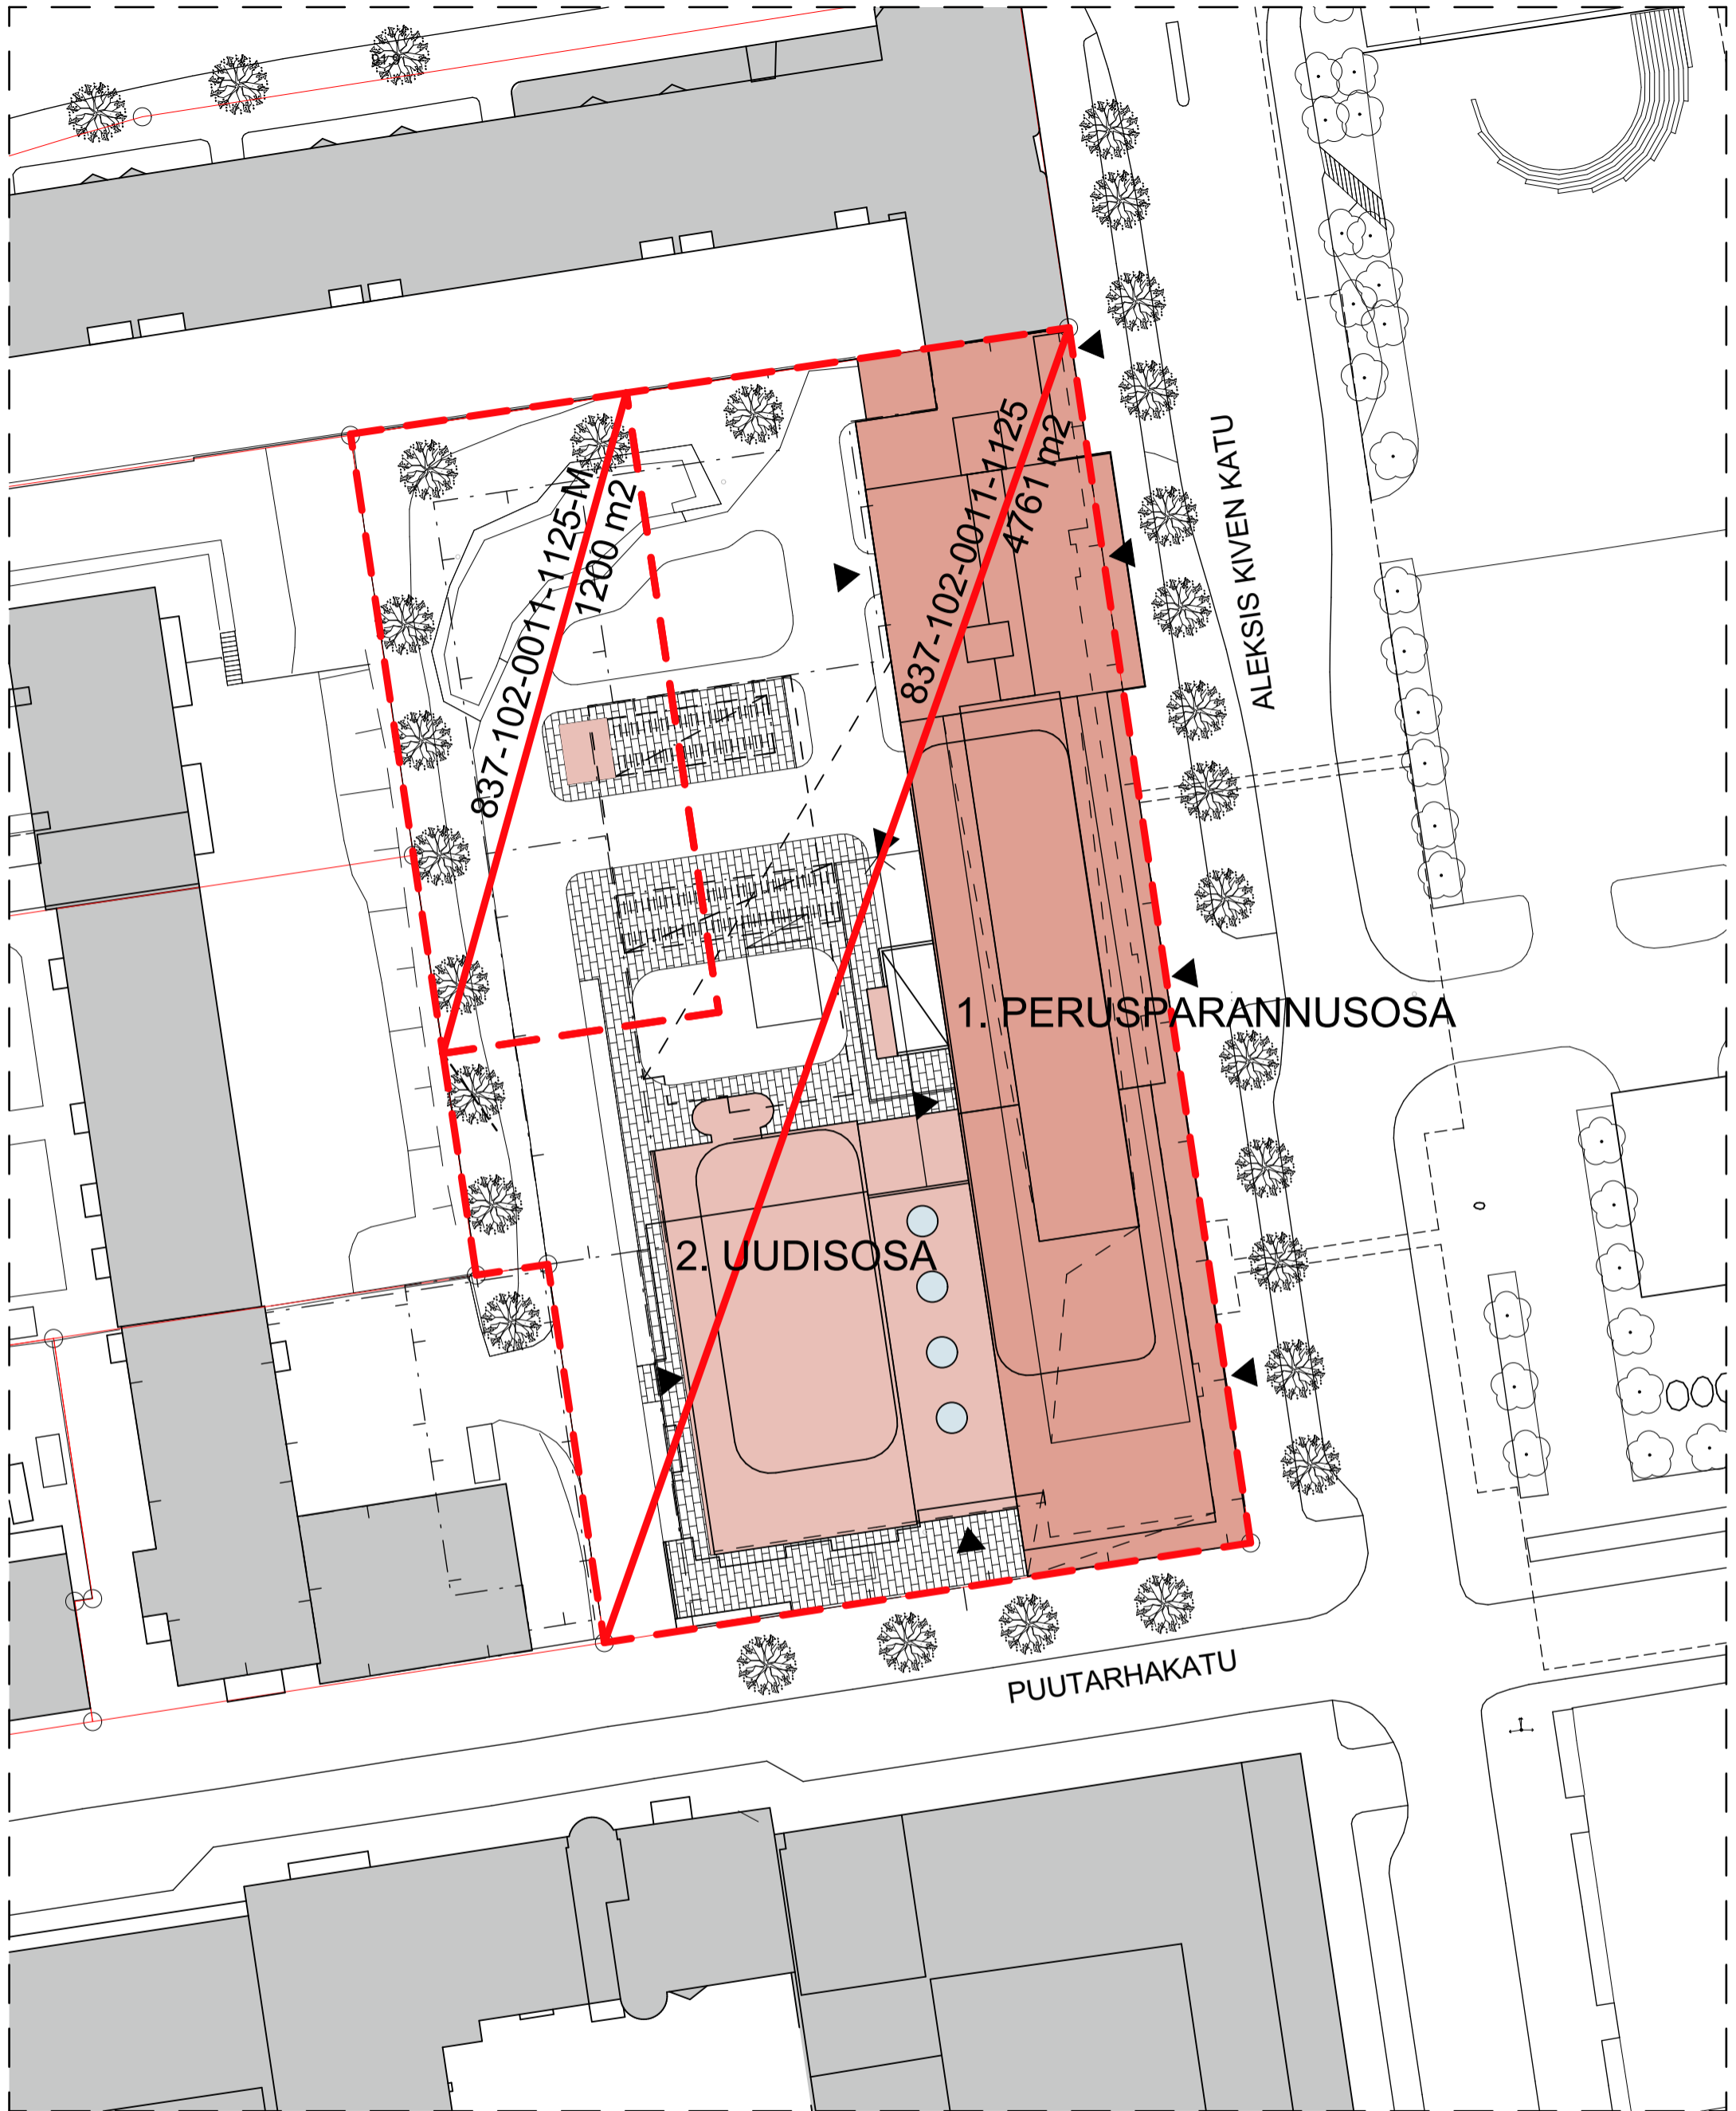 837-102-0011-1125-M
1200 m2
837-102-0011-1125
4761 m2
ALEKSIS KIVEN KATU
1. PERUSPARANNUSOSA
2. UUDISOSA
PUUTARHAKATU